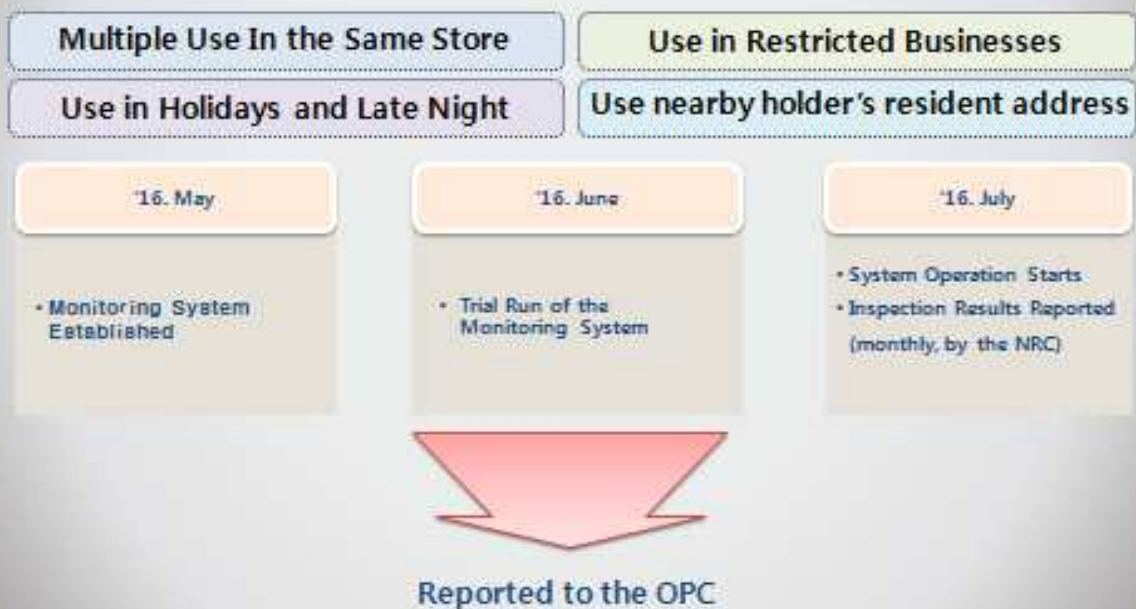 Multiple Use In the Same Store
Use in Restricted Businesses
Use in Holidays and Late Night
Use nearby holder's resident address
'16. May
• Monitoring System
Established
'16. June
• Trial Run of the
Monitoring System
'16. July
• System Operation Starts
• Inspection Results Reported
(monthly, by the NRC)
Reported to the OPC